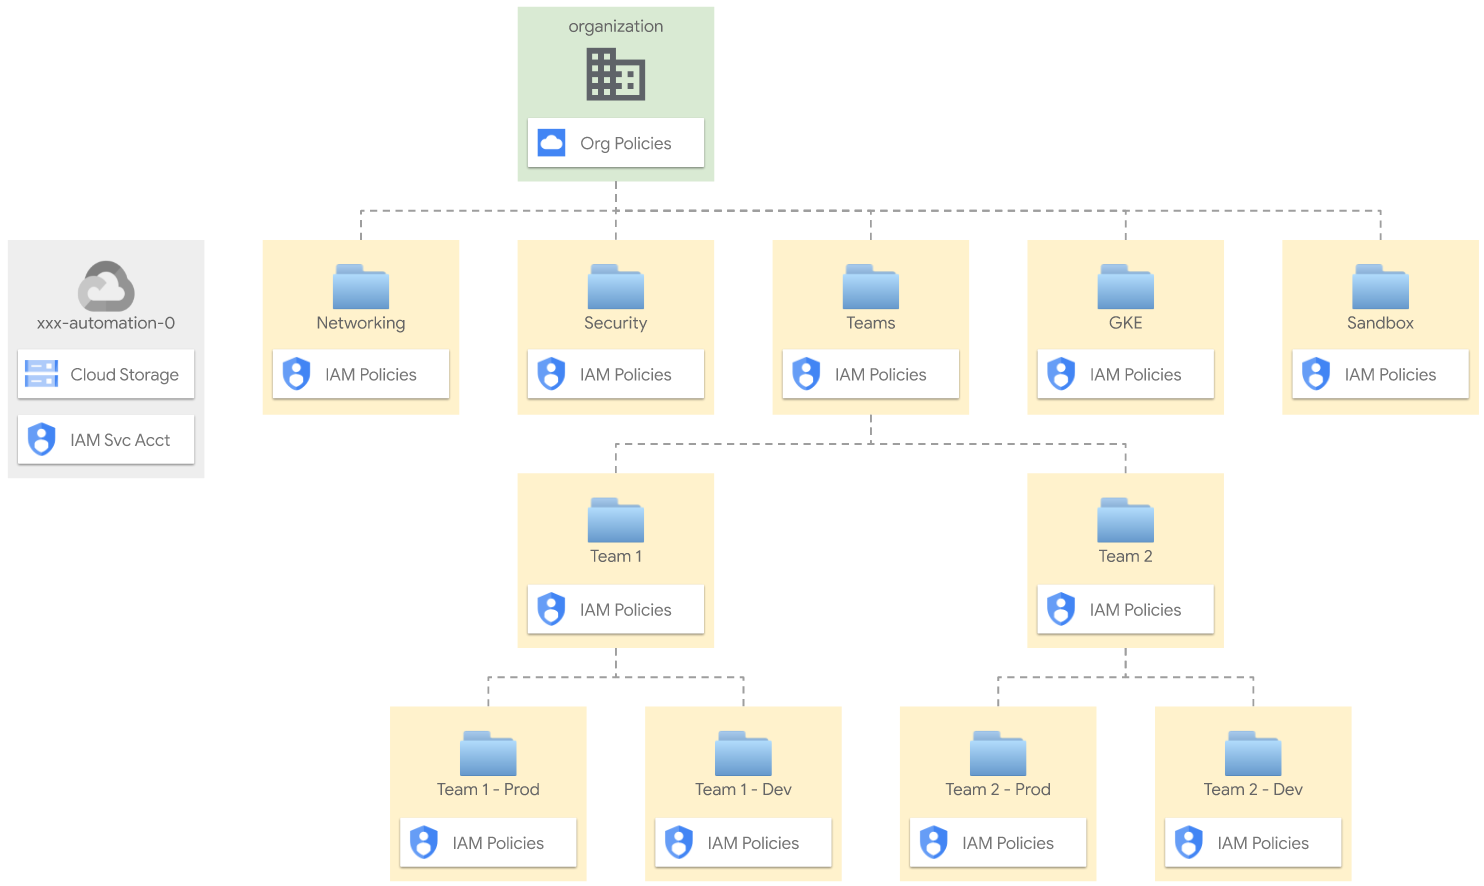 organization
Org Policies
xxx-automation-0
Cloud Storage
IAM Svc Acct
Networking
IAM Policies
Security
IAM Policies
Teams
IAM Policies
GKE
IAM Policies
Sandbox
IAM Policies
Team 1
IAM Policies
Team 2
IAM Policies
Team 1 - Prod
IAM Policies
Team 1 - Dev
IAM Policies
Team 2 - Prod
IAM Policies
Team 2 - Dev
IAM Policies